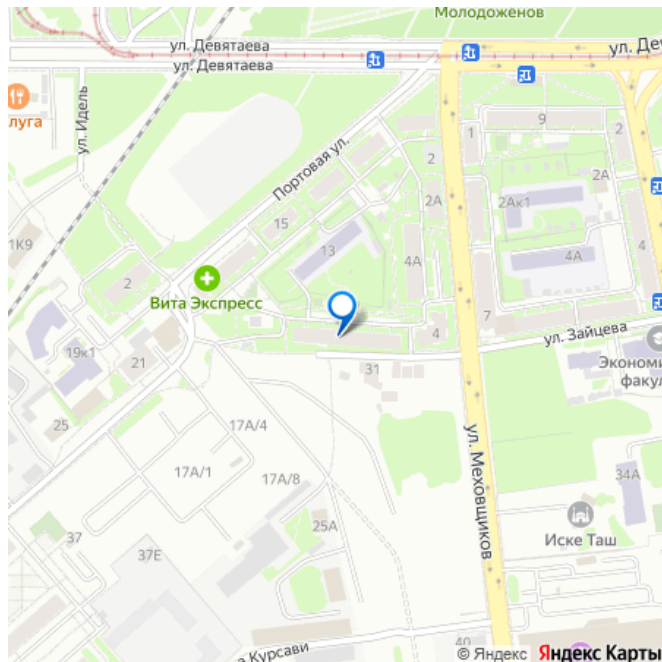 Молодоженов
ул. Девятаева
ул. Де
ул. Девятаева
луга
ул. Идель
Портовая ул.
1
9
2
2
2А
2А
2Ак1
15
13
1К9
4А
4А
4
2
Вита Экспресс
7
4
ул. Зайцева
19к1
21
31
Экономи
факул
25
17А/4
17А/1
17А/8
ул. Меховщиков
34А
25А
Иске Таш
37
37Е
а Курсави
© Яндекс Яндекс Карты